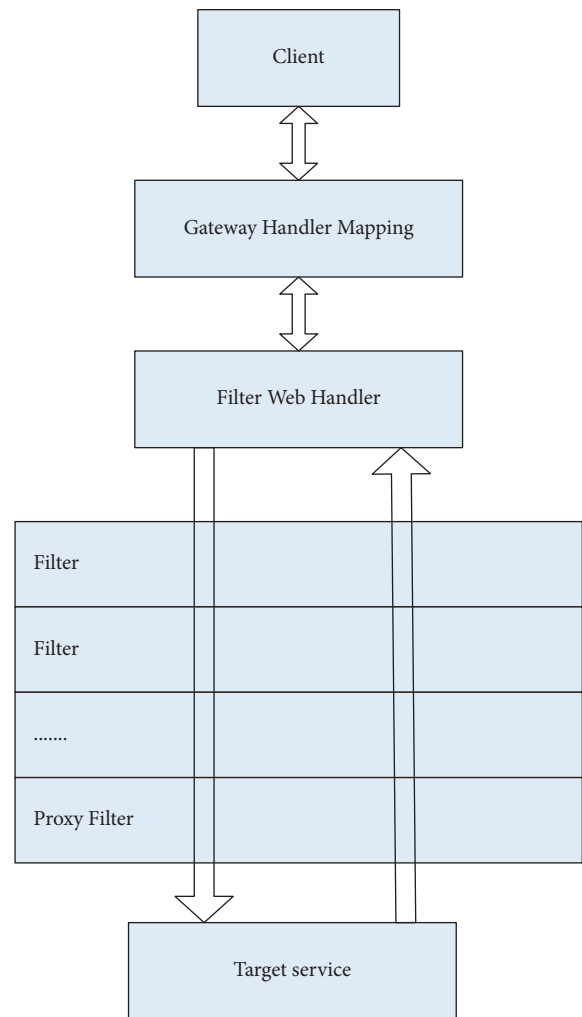 Client
Gateway Handler Mapping
Filter Web Handler
Filter
Filter
.......
Proxy Filter
Target service